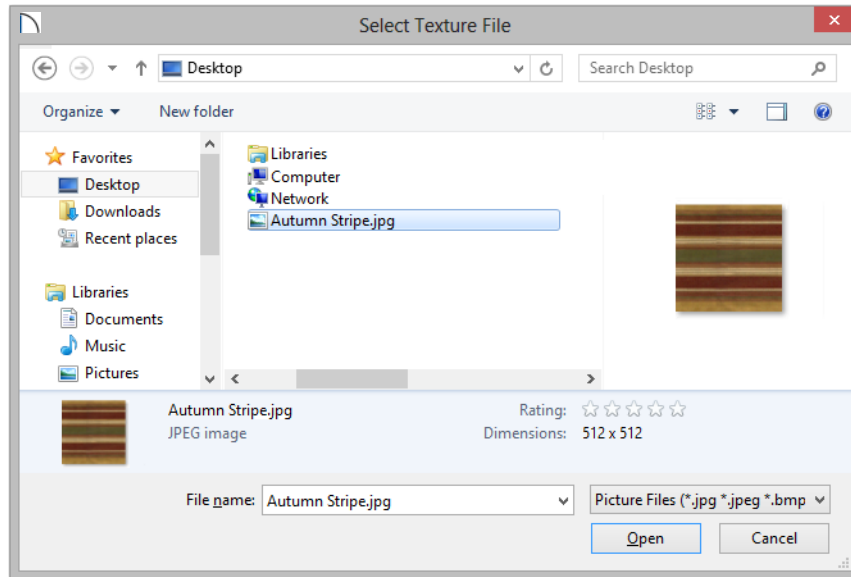 Select Texture File
Desktop
Search Desktop
Organize
New folder
Favorites
Desktop
Downloads
Recent places
Libraries
Documents
Music
Pictures
Libraries
Computer
Network
Autumn Stripe.jpg
Autumn Stripe.jpg
JPEG image
Rating:
Dimensions: 512 x 512
File name: Autumn Stripe.jpg
Picture Files (*.jpg *.jpeg *.bmp
Open
Cancel